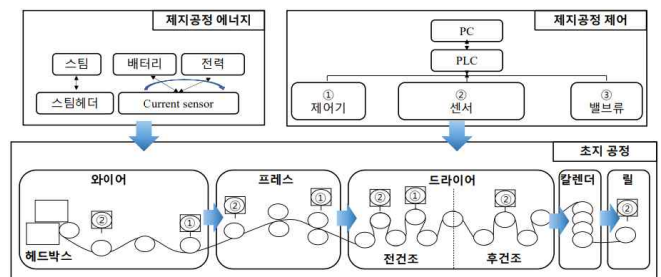 제지공정 에너지
스팀
배터리
전력
스팀헤더
Current sensor
제지공정 제어
PC
PLC
①
제어기
②
센서
③
밸브류
초지 공정
와이어
②
①
헤드박스
프레스
②
①
드라이어
②
①
②
전건조
후건조
칼렌더
릴
②